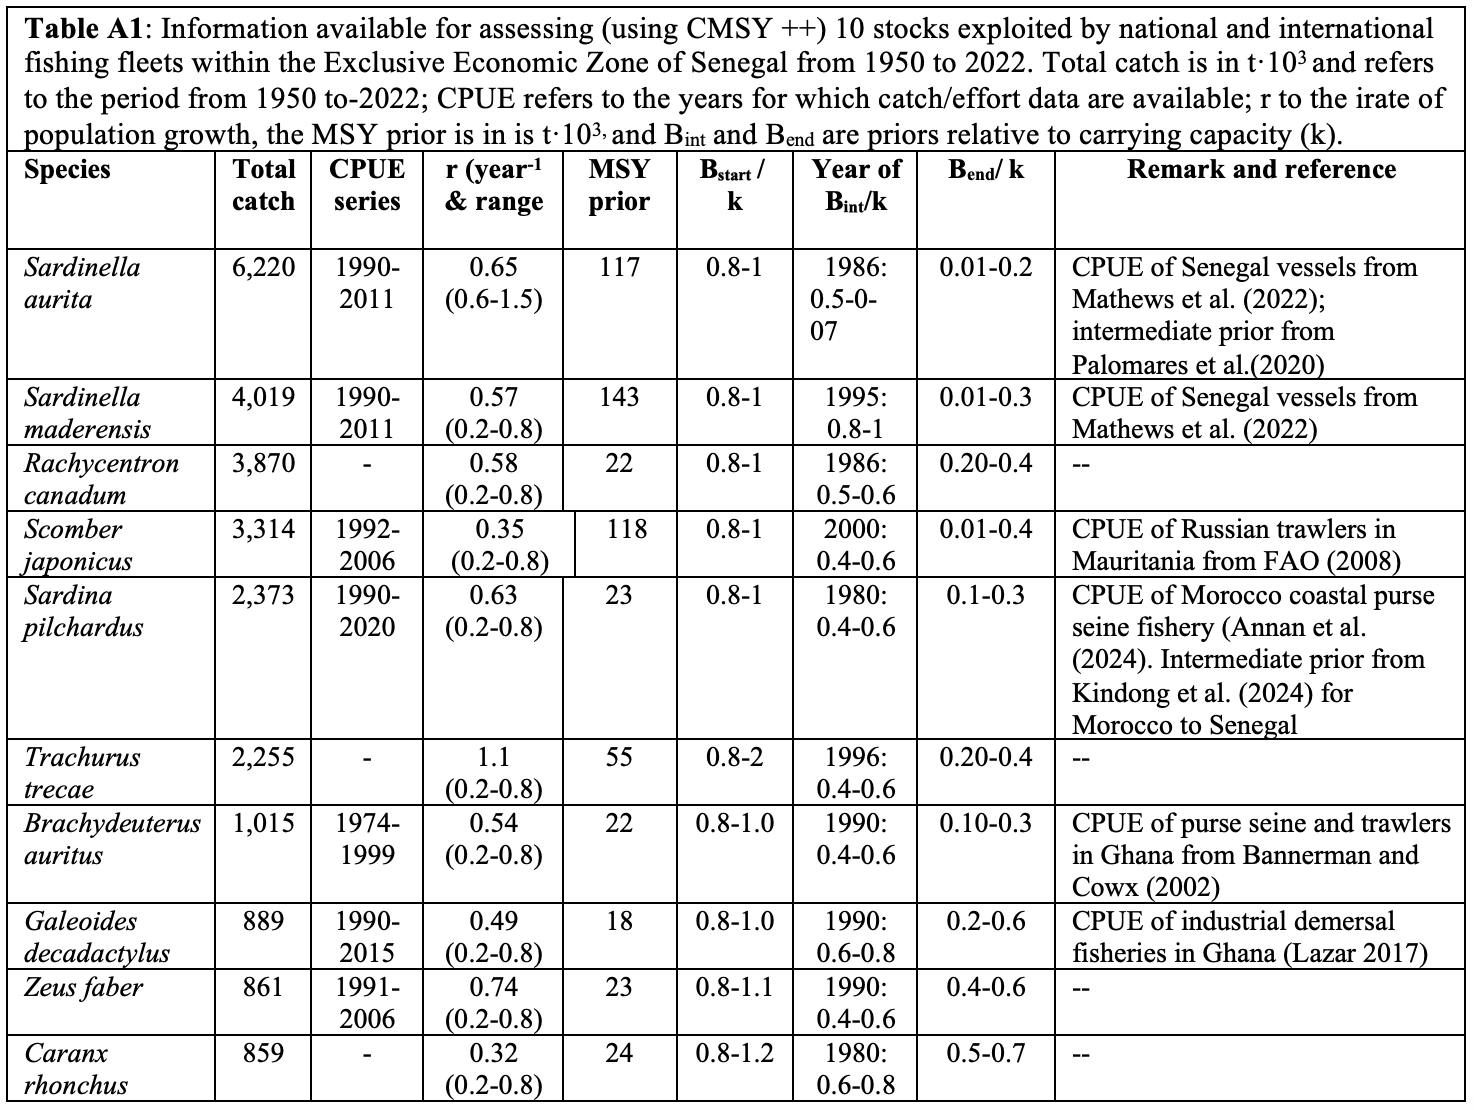 Table A1: Information available for assessing (using CMSY ++) 10 stocks exploited by national and international
fishing fleets within the Exclusive Economic Zone of Senegal from 1950 to 2022. Total catch is in t·10³ and refers
to the period from 1950 to-2022; CPUE refers to the years for which catch/effort data are available; r to the irate of
population growth, the MSY prior is in is t·10³, and Bint and Bend are priors relative to carrying capacity (k).
Species | Total catch | CPUE series | r (year-1 & range | MSY prior | Bstart / k | Year of Bint/k | Bend/ k | Remark and reference
Sardinella aurita | 6,220 | 1990-2011 | 0.65 (0.6-1.5) | 117 | 0.8-1 | 1986: 0.5-0-07 | 0.01-0.2 | CPUE of Senegal vessels from Mathews et al. (2022); intermediate prior from Palomares et al.(2020)
Sardinella maderensis | 4,019 | 1990-2011 | 0.57 (0.2-0.8) | 143 | 0.8-1 | 1995: 0.8-1 | 0.01-0.3 | CPUE of Senegal vessels from Mathews et al. (2022)
Rachycentron canadum | 3,870 | - | 0.58 (0.2-0.8) | 22 | 0.8-1 | 1986: 0.5-0.6 | 0.20-0.4 | --
Scomber japonicus | 3,314 | 1992-2006 | 0.35 (0.2-0.8) | 118 | 0.8-1 | 2000: 0.4-0.6 | 0.01-0.4 | CPUE of Russian trawlers in Mauritania from FAO (2008)
Sardina pilchardus | 2,373 | 1990-2020 | 0.63 (0.2-0.8) | 23 | 0.8-1 | 1980: 0.4-0.6 | 0.1-0.3 | CPUE of Morocco coastal purse seine fishery (Annan et al. (2024). Intermediate prior from Kindong et al. (2024) for Morocco to Senegal
Trachurus trecae | 2,255 | - | 1.1 (0.2-0.8) | 55 | 0.8-2 | 1996: 0.4-0.6 | 0.20-0.4 | --
Brachydeuterus auritus | 1,015 | 1974-1999 | 0.54 (0.2-0.8) | 22 | 0.8-1.0 | 1990: 0.4-0.6 | 0.10-0.3 | CPUE of purse seine and trawlers in Ghana from Bannerman and Cowx (2002)
Galeoides decadactylus | 889 | 1990-2015 | 0.49 (0.2-0.8) | 18 | 0.8-1.0 | 1990: 0.6-0.8 | 0.2-0.6 | CPUE of industrial demersal fisheries in Ghana (Lazar 2017)
Zeus faber | 861 | 1991-2006 | 0.74 (0.2-0.8) | 23 | 0.8-1.1 | 1990: 0.4-0.6 | 0.4-0.6 | --
Caranx rhonchus | 859 | - | 0.32 (0.2-0.8) | 24 | 0.8-1.2 | 1980: 0.6-0.8 | 0.5-0.7 | --